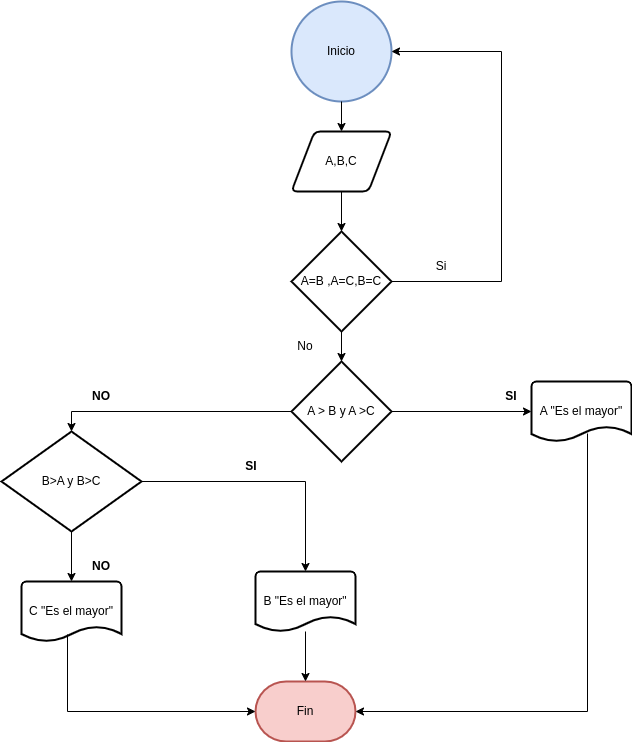 Inicio
A,B,C
A=B ,A=C,B=C
Si
No
A > B y A >C
NO
SI
A "Es el mayor"
B>A y B>C
SI
NO
C "Es el mayor"
B "Es el mayor"
Fin